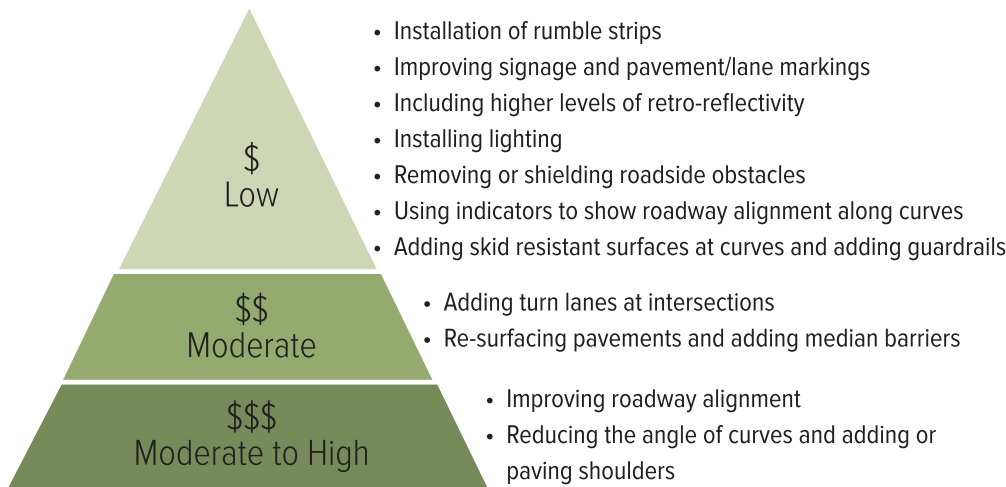 $
Low
• Installation of rumble strips
• Improving signage and pavement/lane markings
• Including higher levels of retro-reflectivity
• Installing lighting
• Removing or shielding roadside obstacles
• Using indicators to show roadway alignment along curves
• Adding skid resistant surfaces at curves and adding guardrails
$$
Moderate
• Adding turn lanes at intersections
• Re-surfacing pavements and adding median barriers
$$$
Moderate to High
• Improving roadway alignment
• Reducing the angle of curves and adding or
paving shoulders